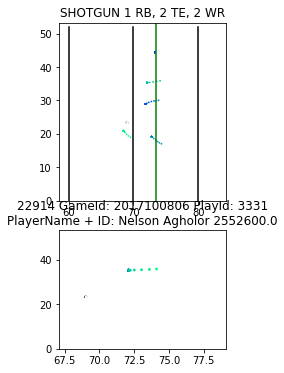 SHOTGUN 1 RB, 2 TE, 2 WR
50
40
30
20
10
0
60 70 80
22914 GameId: 2017100806 PlayId: 3331
PlayerName + ID: Nelson Agholor 2552600.0
40
20
0
67.5 70.0 72.5 75.0 77.5